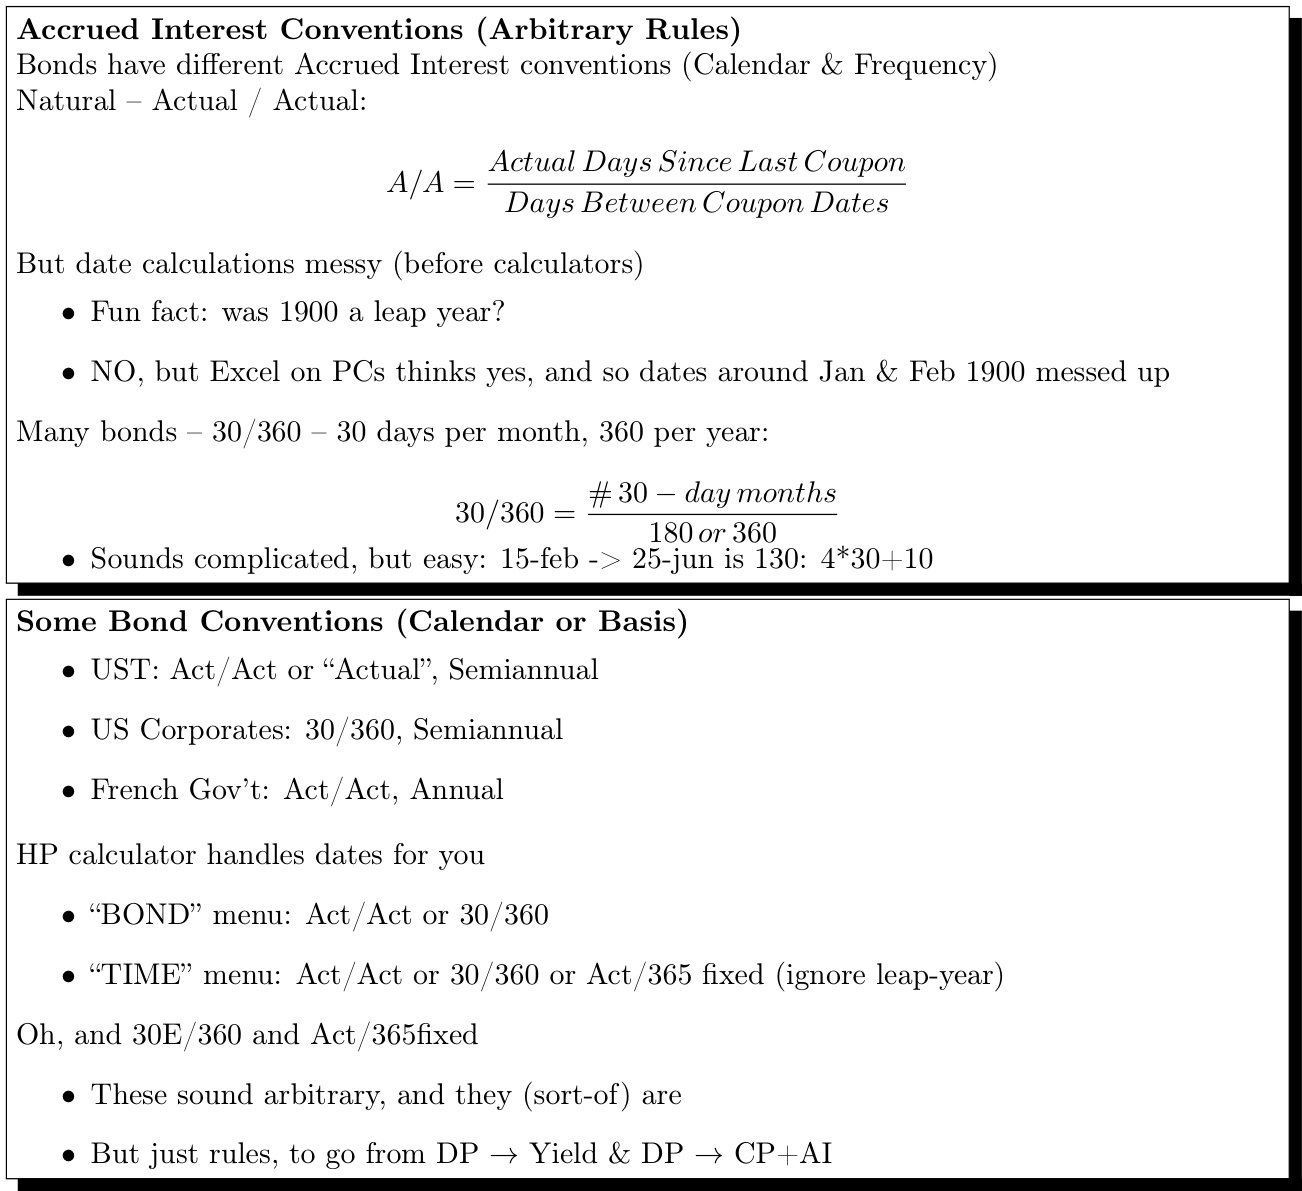 Accrued Interest Conventions (Arbitrary Rules)
Bonds have different Accrued Interest conventions (Calendar & Frequency)
Natural – Actual / Actual:
A/A = \frac{Actual Days Since Last Coupon}{Days Between Coupon Dates}
But date calculations messy (before calculators)
• Fun fact: was 1900 a leap year?
• NO, but Excel on PCs thinks yes, and so dates around Jan & Feb 1900 messed up
Many bonds – 30/360 – 30 days per month, 360 per year:
30/360 = \frac{# 30 − day months}{180 or 360}
• Sounds complicated, but easy: 15-feb -> 25-jun is 130: 4*30+10
Some Bond Conventions (Calendar or Basis)
• UST: Act/Act or “Actual”, Semiannual
• US Corporates: 30/360, Semiannual
• French Gov’t: Act/Act, Annual
HP calculator handles dates for you
• “BOND” menu: Act/Act or 30/360
• “TIME” menu: Act/Act or 30/360 or Act/365 fixed (ignore leap-year)
Oh, and 30E/360 and Act/365fixed
• These sound arbitrary, and they (sort-of) are
• But just rules, to go from DP → Yield & DP → CP+AI